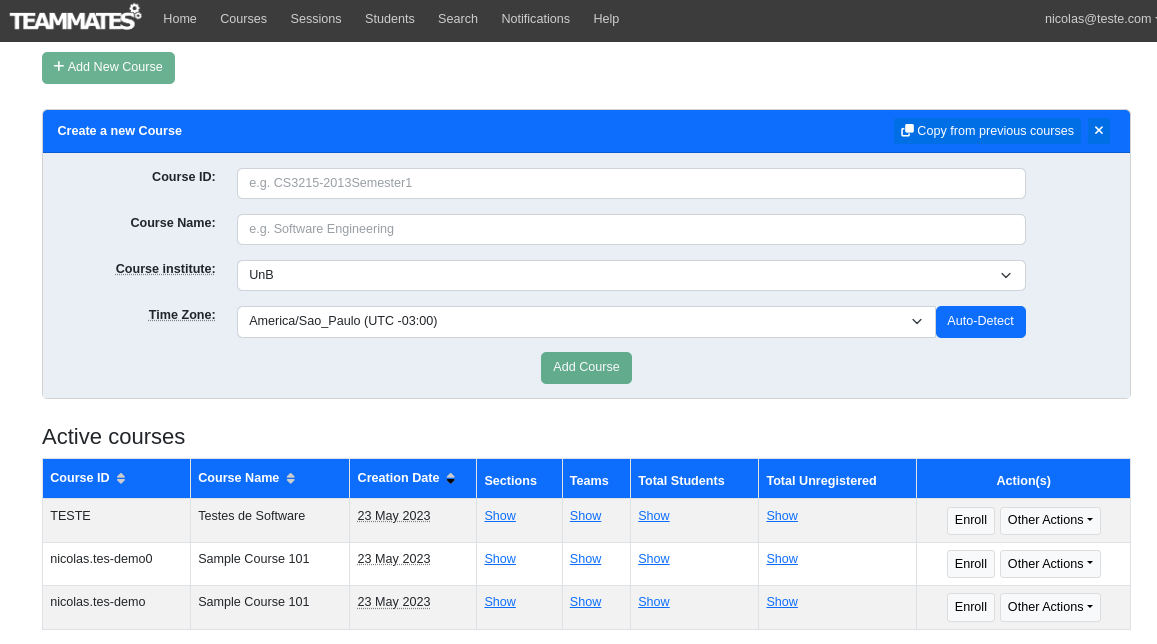 TEAMMATES Home Courses Sessions Students Search Notifications Help nicolas@teste.com
+ Add New Course
Create a new Course Copy from previous courses ×
Course ID: e.g. CS3215-2013Semester1
Course Name: e.g. Software Engineering
Course institute: UnB
Time Zone: America/Sao_Paulo (UTC -03:00) Auto-Detect
Add Course
Active courses
Course ID Course Name Creation Date Sections Teams Total Students Total Unregistered Action(s)
TESTE Testes de Software 23 May 2023 Show Show Show Show Enroll Other Actions
nicolas.tes-demo0 Sample Course 101 23 May 2023 Show Show Show Show Enroll Other Actions
nicolas.tes-demo Sample Course 101 23 May 2023 Show Show Show Show Enroll Other Actions